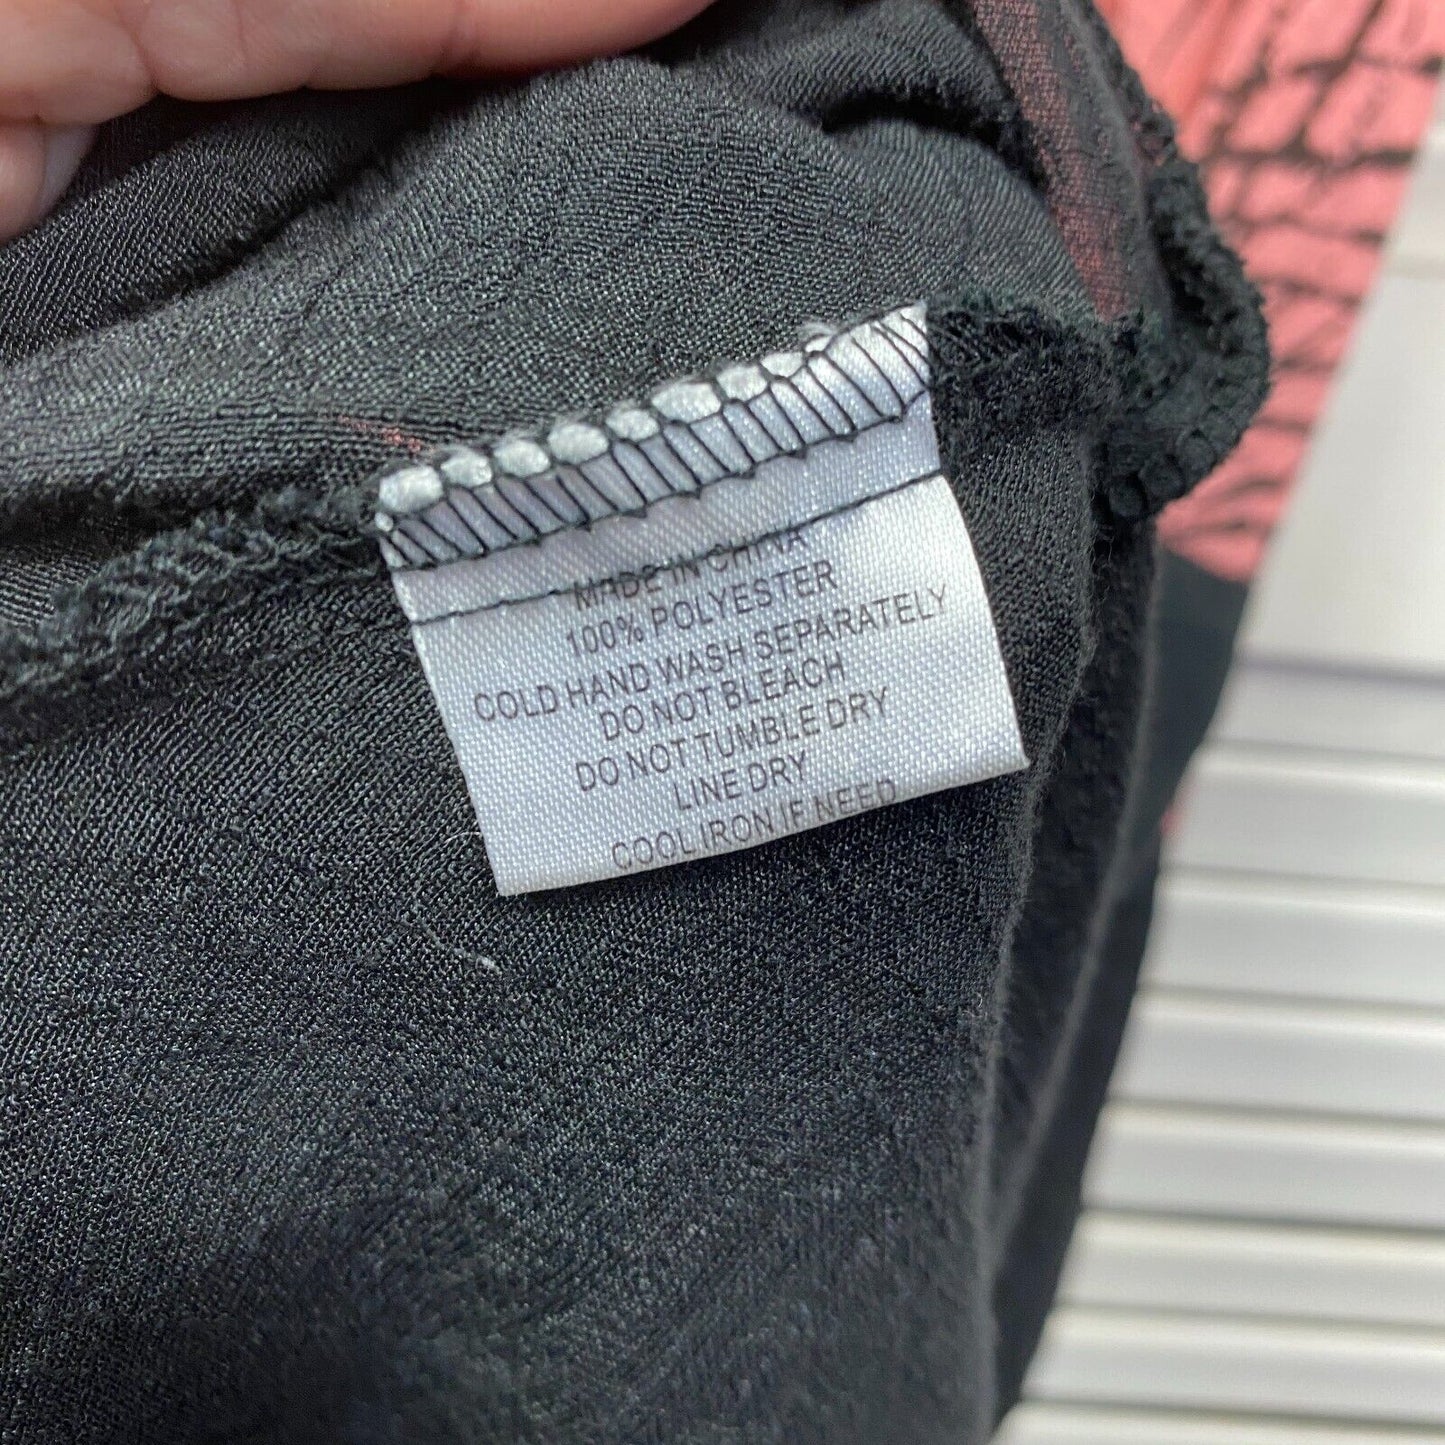 MADE IN CHINA
100% POLYESTER
COLD HAND WASH SEPARATELY
DO NOT BLEACH
DO NOT TUMBLE DRY
LINE DRY
COOL IRON IF NEED